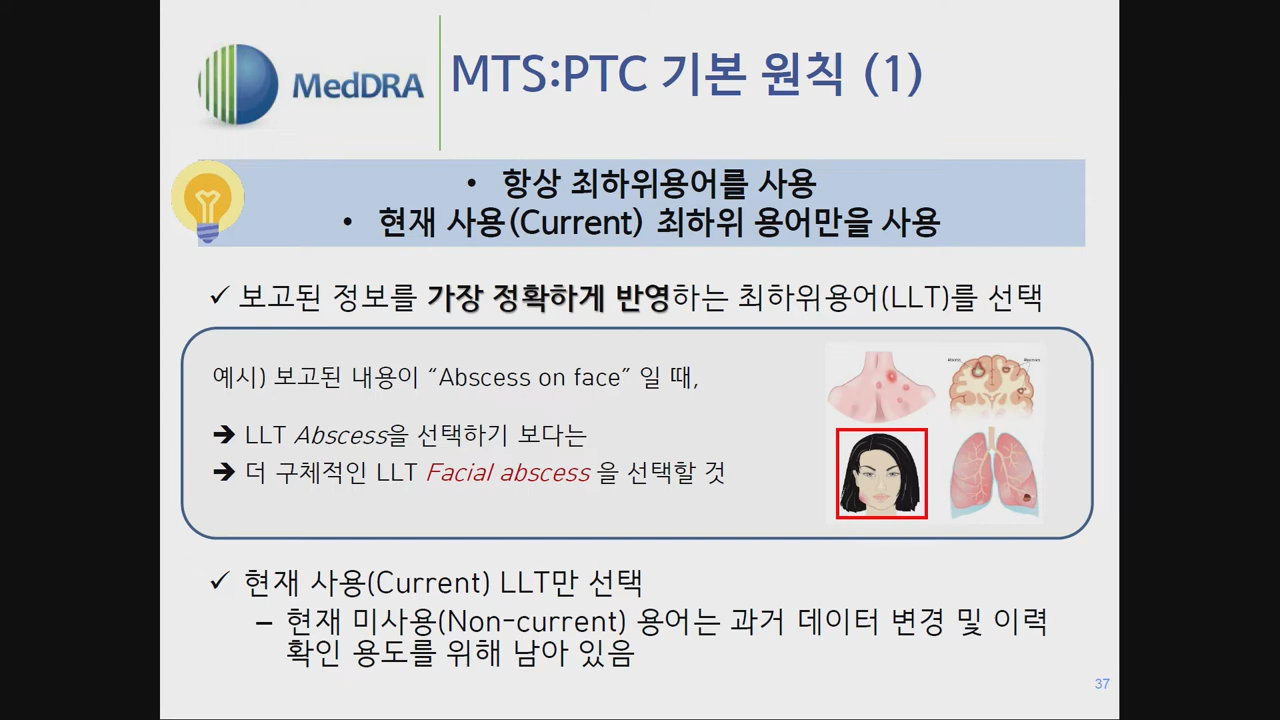 MedDRA
MTS:PTC 기본 원칙 (1)
• 항상 최하위용어를 사용
• 현재 사용(Current) 최하위 용어만을 사용
✓ 보고된 정보를 가장 정확하게 반영하는 최하위용어(LLT)를 선택
예시) 보고된 내용이 “Abscess on face” 일 때,
➔ LLT Abscess을 선택하기 보다는
➔ 더 구체적인 LLT Facial abscess 을 선택할 것
✓ 현재 사용(Current) LLT만 선택
– 현재 미사용(Non-current) 용어는 과거 데이터 변경 및 이력
확인 용도를 위해 남아 있음
37